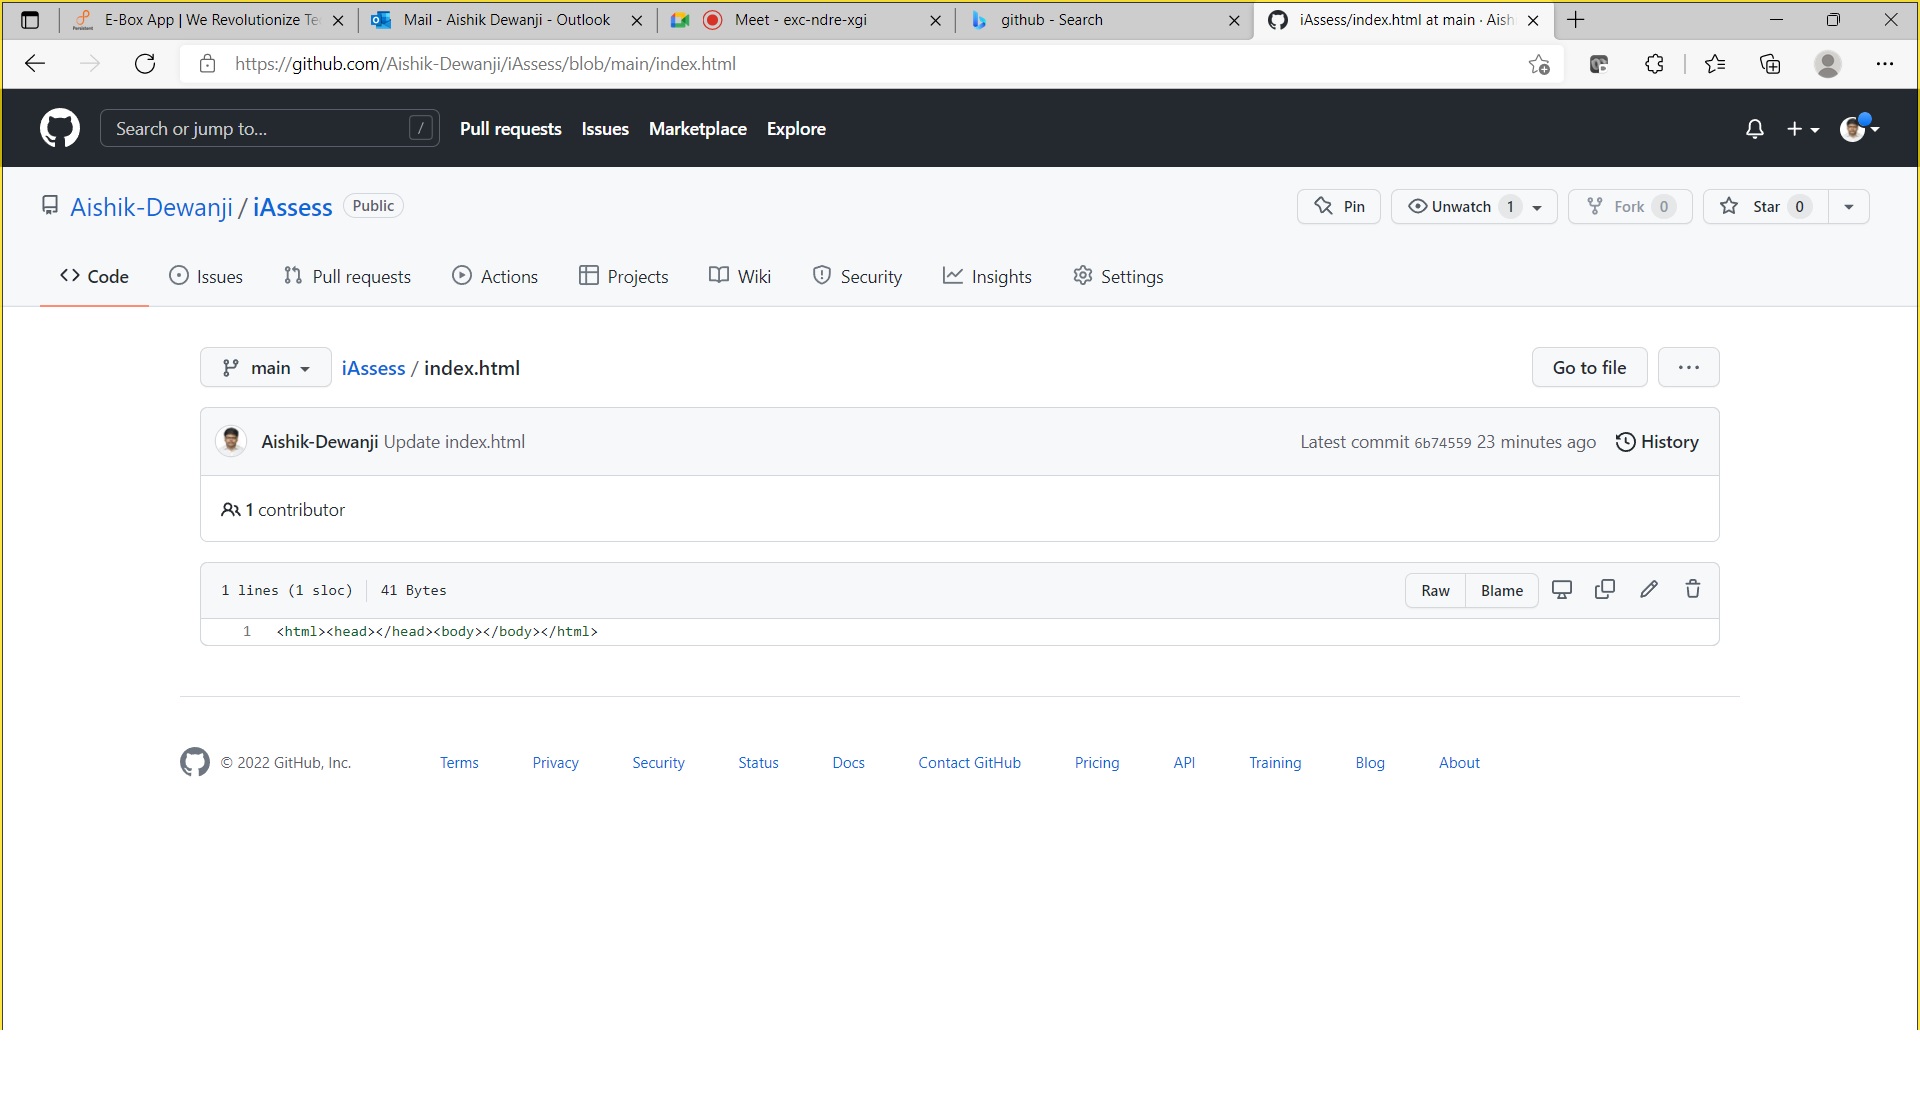 E-Box App | We Revolutionize Te
Mail - Aishik Dewanji - Outlook
Meet - exc-ndre-xgi
github - Search
iAssess/index.html at main · Aish
https://github.com/Aishik-Dewanji/iAssess/blob/main/index.html
Search or jump to...
/
Pull requests
Issues
Marketplace
Explore
Aishik-Dewanji / iAssess
Public
Pin
Unwatch 1
Fork 0
Star 0
Code
Issues
Pull requests
Actions
Projects
Wiki
Security
Insights
Settings
main
iAssess / index.html
Go to file
Aishik-Dewanji Update index.html
Latest commit 6b74559 23 minutes ago
History
1 contributor
1 lines (1 sloc)
41 Bytes
Raw
Blame
1 <html><head></head><body></body></html>
© 2022 GitHub, Inc.
Terms
Privacy
Security
Status
Docs
Contact GitHub
Pricing
API
Training
Blog
About